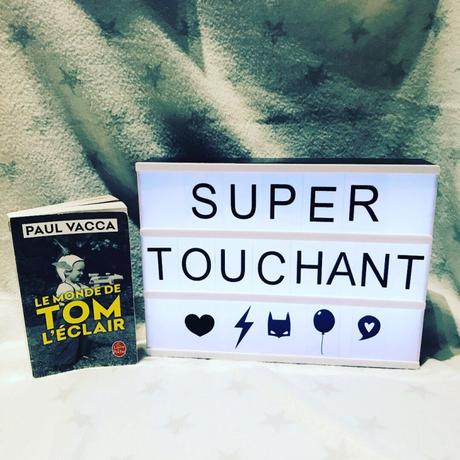 PAUL VACCA
LE MONDE DE
TOM
L'ÉCLAIR
SUPER
TOUCHANT